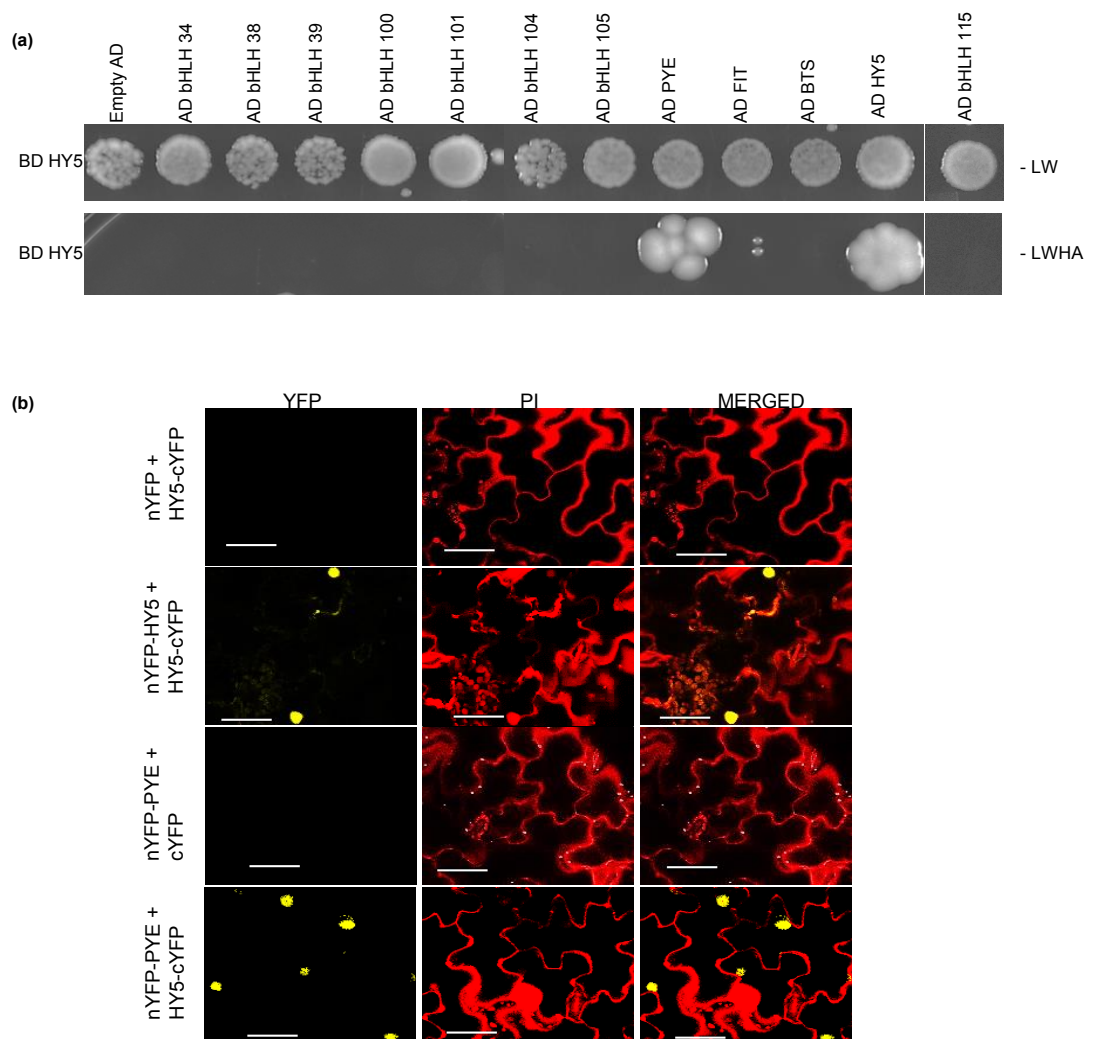 (a)
Empty AD
AD bHLH 34
AD bHLH 38
AD bHLH 39
AD bHLH 100
AD bHLH 101
AD bHLH 104
AD bHLH 105
AD PYE
AD FIT
AD BTS
AD HY5
AD bHLH 115
BD HY5
- LW
BD HY5
- LWHA
(b)
YFP
PI
MERGED
nYFP +
HY5-cYFP
nYFP-HY5 +
HY5-cYFP
nYFP-PYE +
cYFP
nYFP-PYE +
HY5-cYFP